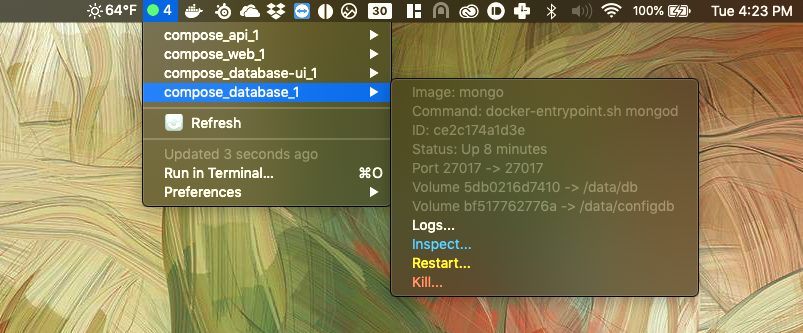 64°F
4
30
100%
Tue 4:23 PM
compose_api_1
compose_web_1
compose_database-ui_1
compose_database_1
Refresh
Updated 3 seconds ago
Run in Terminal... ⌘O
Preferences
Image: mongo
Command: docker-entrypoint.sh mongod
ID: ce2c174a1d3e
Status: Up 8 minutes
Port 27017 -> 27017
Volume 5db0216d7410 -> /data/db
Volume bf517762776a -> /data/configdb
Logs...
Inspect...
Restart...
Kill...